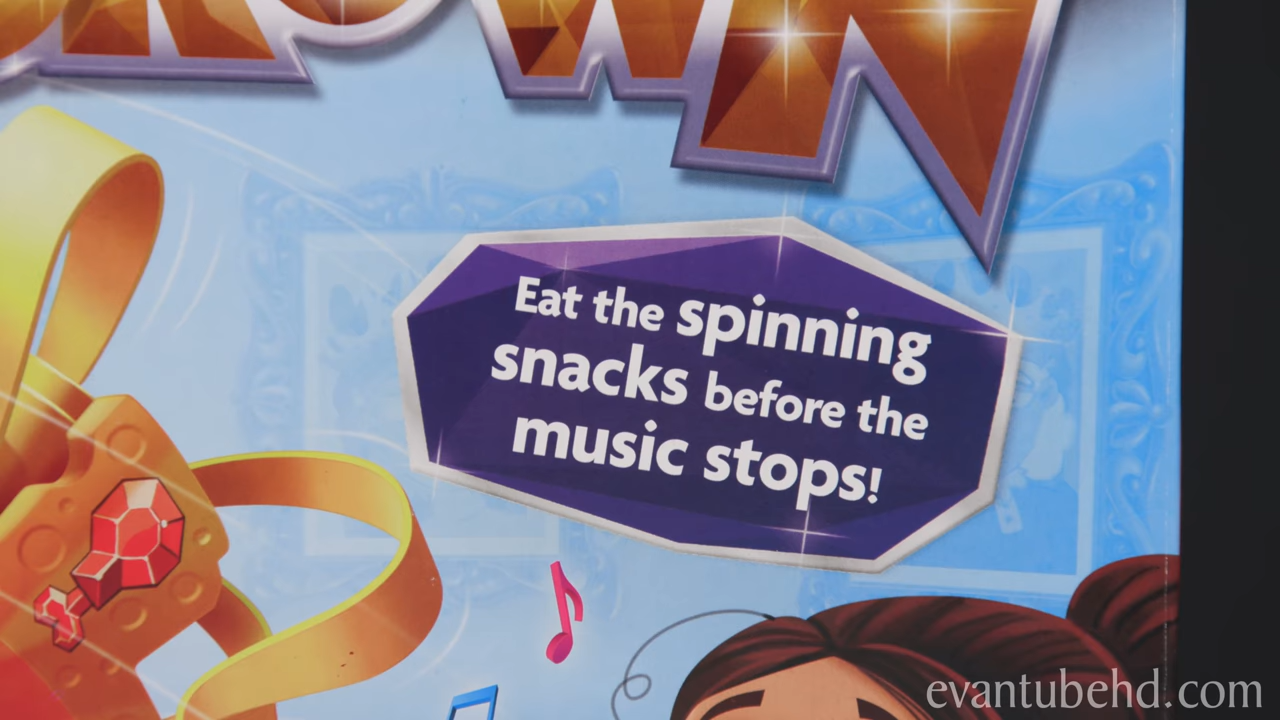 Eat the spinning
snacks before the
music stops!
evantubehd.com